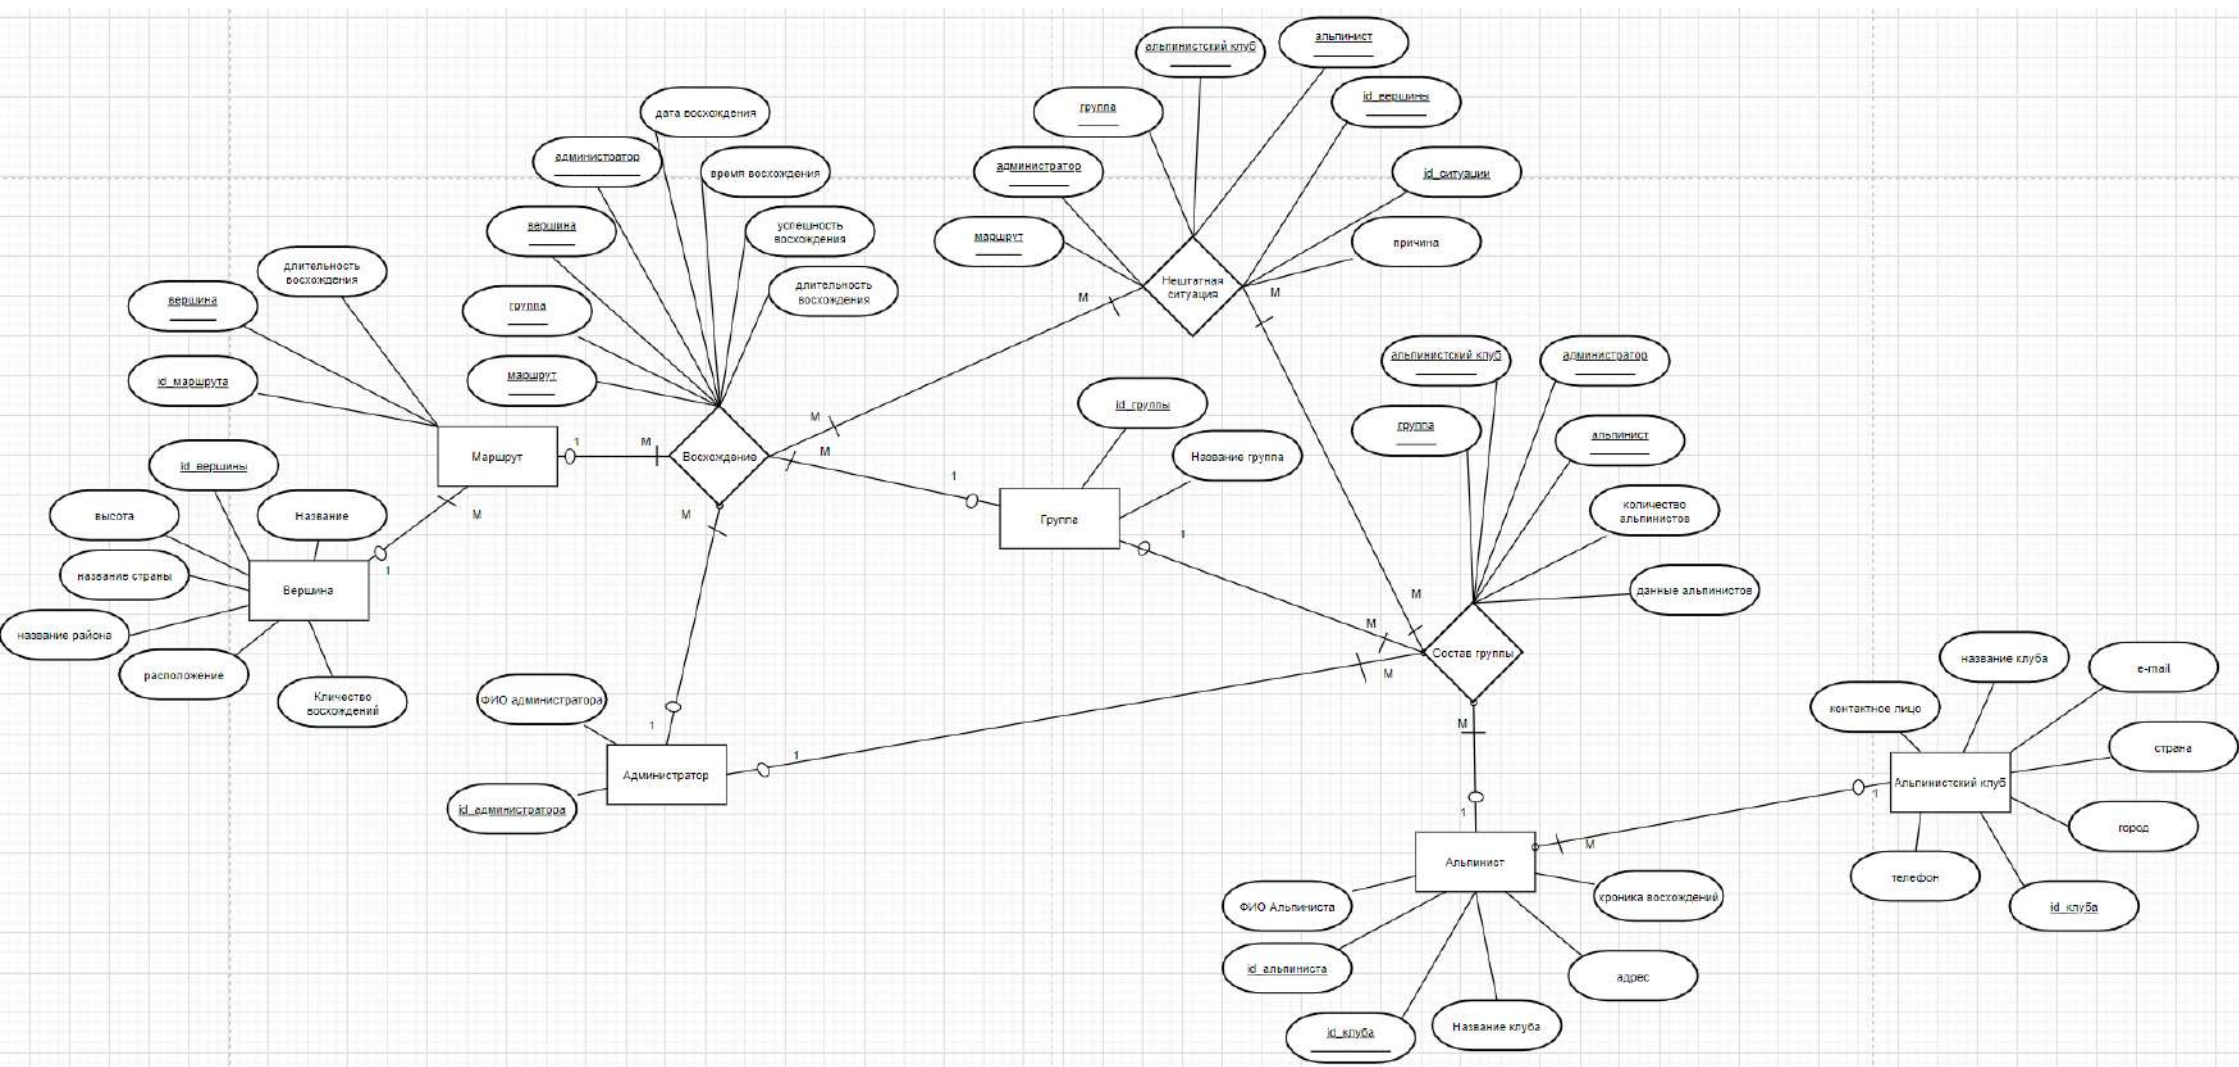 альпинистский клуб
альпинист
id_вершины
группа
администратор
маршрут
id_ситуации
причина
Нештатная
ситуация
дата восхождения
администратор
время восхождения
вершина
успешность
восхождения
длительность
восхождения
группа
маршрут
длительность
восхождения
вершина
id_маршрута
Маршрут
1
М
Восхождение
М
М
М
М
М
id_группы
Название группа
1
Группа
1
альпинистский клуб
администратор
группа
альпинист
количество
альпинистов
данные альпинистов
М
М
Состав группы
М
М
id_вершины
высота
Название
название страны
Вершина
М
1
название района
расположение
Кличество
восхождений
ФИО администратора
1
Администратор
1
id_администратора
название клуба
e-mail
контактное лицо
страна
Альпинистский клуб
1
город
телефон
id_клуба
1
М
Альпинист
ФИО Альпиниста
хроника восхождений
id_альпиниста
адрес
id_клуба
Название клуба